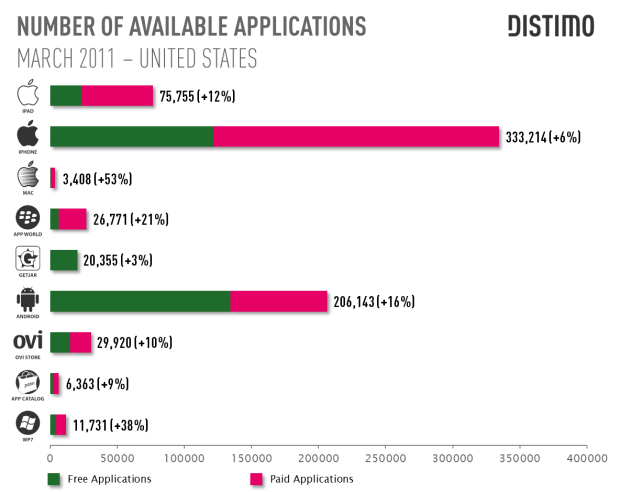 NUMBER OF AVAILABLE APPLICATIONS
DISTIMO
MARCH 2011 – UNITED STATES
IPAD
75,755 (+12%)
IPHONE
333,214 (+6%)
MAC
3,408 (+53%)
APP WORLD
26,771 (+21%)
G
GETJAR
20,355 (+3%)
ANDROID
206,143 (+16%)
OVI
OVI STORE
29,920 (+10%)
APP CATALOG
6,363 (+9%)
WP7
11,731 (+38%)
0 50000 100000 150000 200000 250000 300000 350000 400000
Free Applications Paid Applications